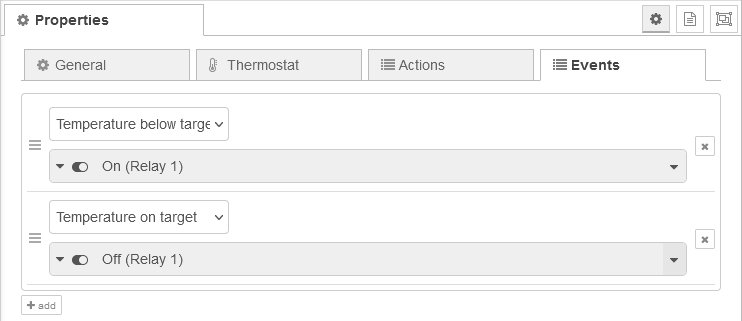 Properties
General
Thermostat
Actions
Events
Temperature below targe
On (Relay 1)
Temperature on target
Off (Relay 1)
add